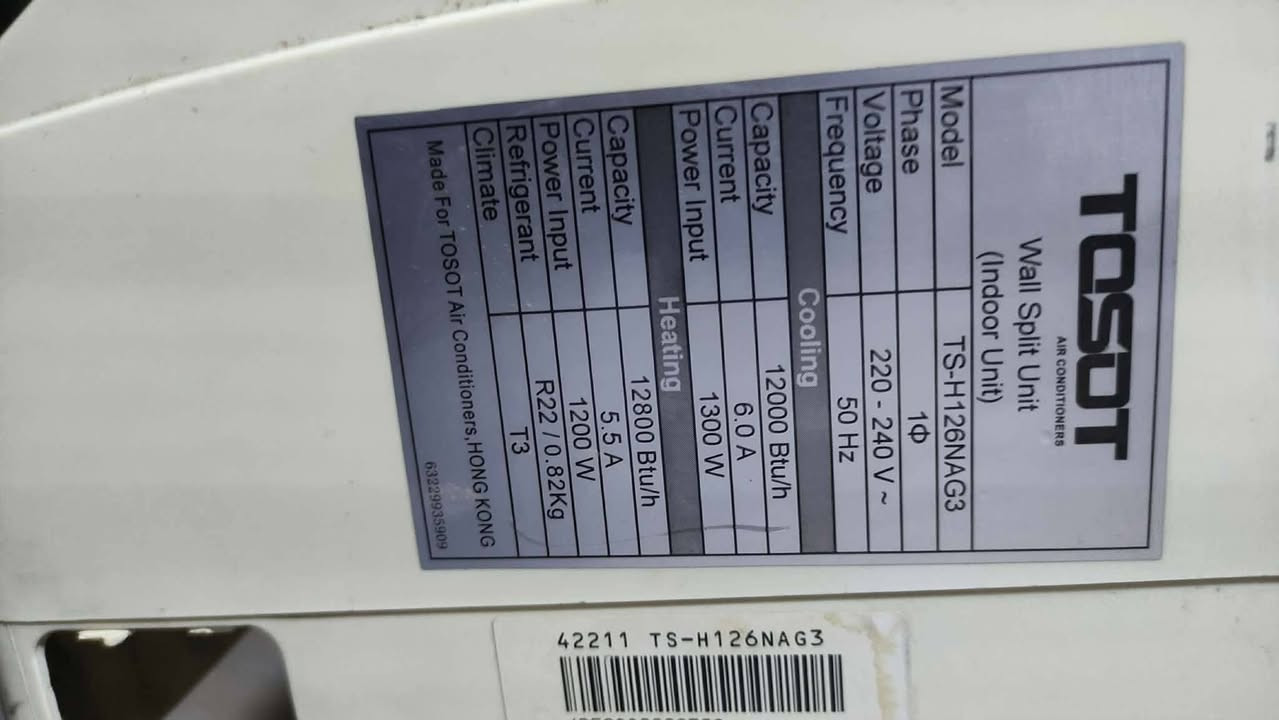 TOSOT
AIR CONDITIONERS
Wall Split Unit
(Indoor Unit)
Model TS-H126NAG3
Phase 1Φ
Voltage 220 - 240 V ~
Frequency 50 Hz
Cooling
Capacity 12000 Btu/h
Current 6.0 A
Power Input 1300 W
Heating
Capacity 12800 Btu/h
Current 5.5 A
Power Input 1200 W
Refrigerant R22 / 0.82Kg
Climate T3
Made For TOSOT Air Conditioners,HONG KONG
63229935909
42211 TS-H126NAG3